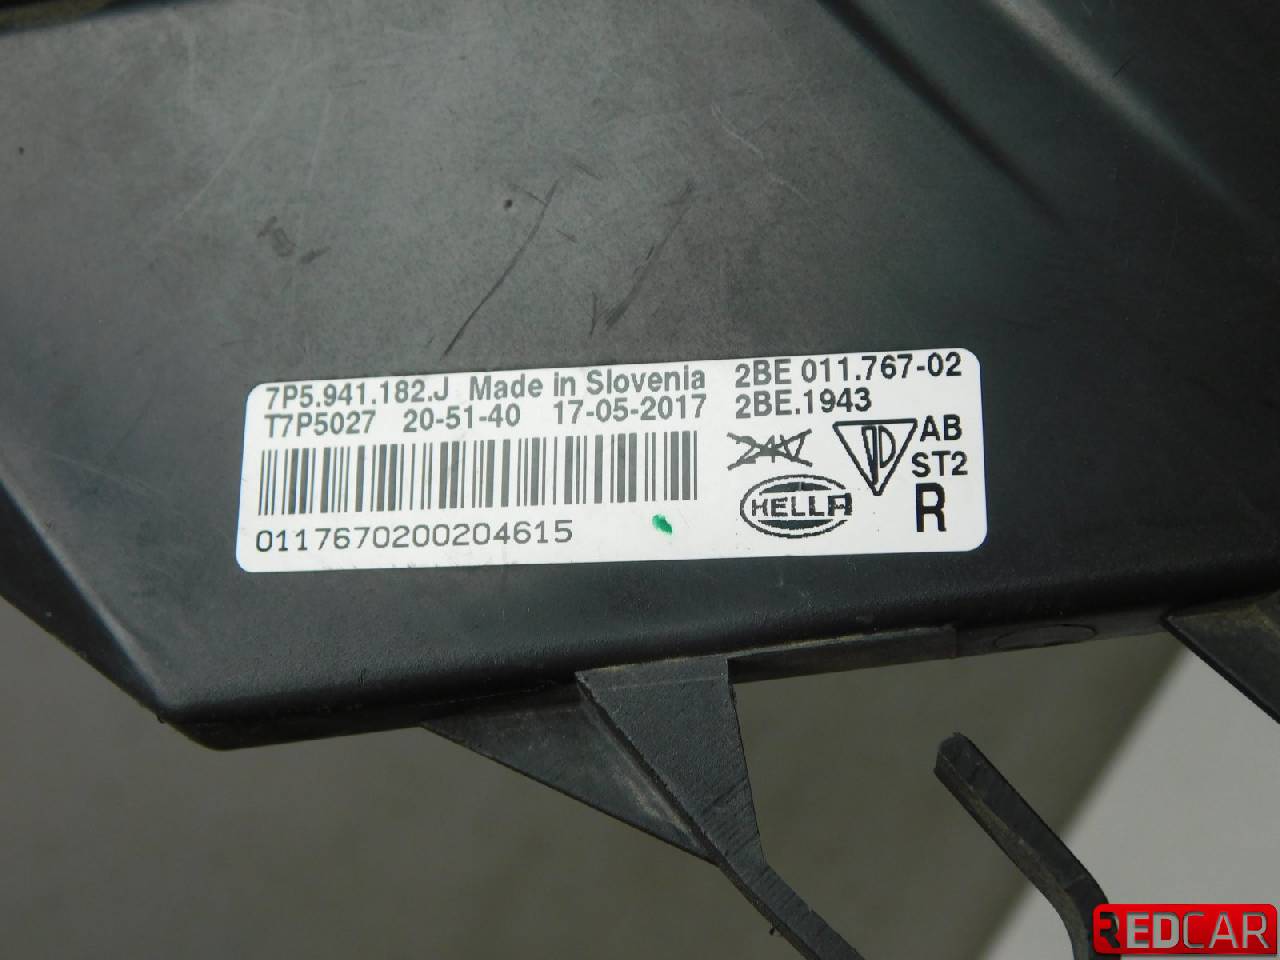 7P5.941.182.J Made in Slovenia 2BE 011.767-02
T7P5027 20-51-40 17-05-2017 2BE.1943
24V
AB
ST2
HELLA
R
0117670200204615
REDCAR